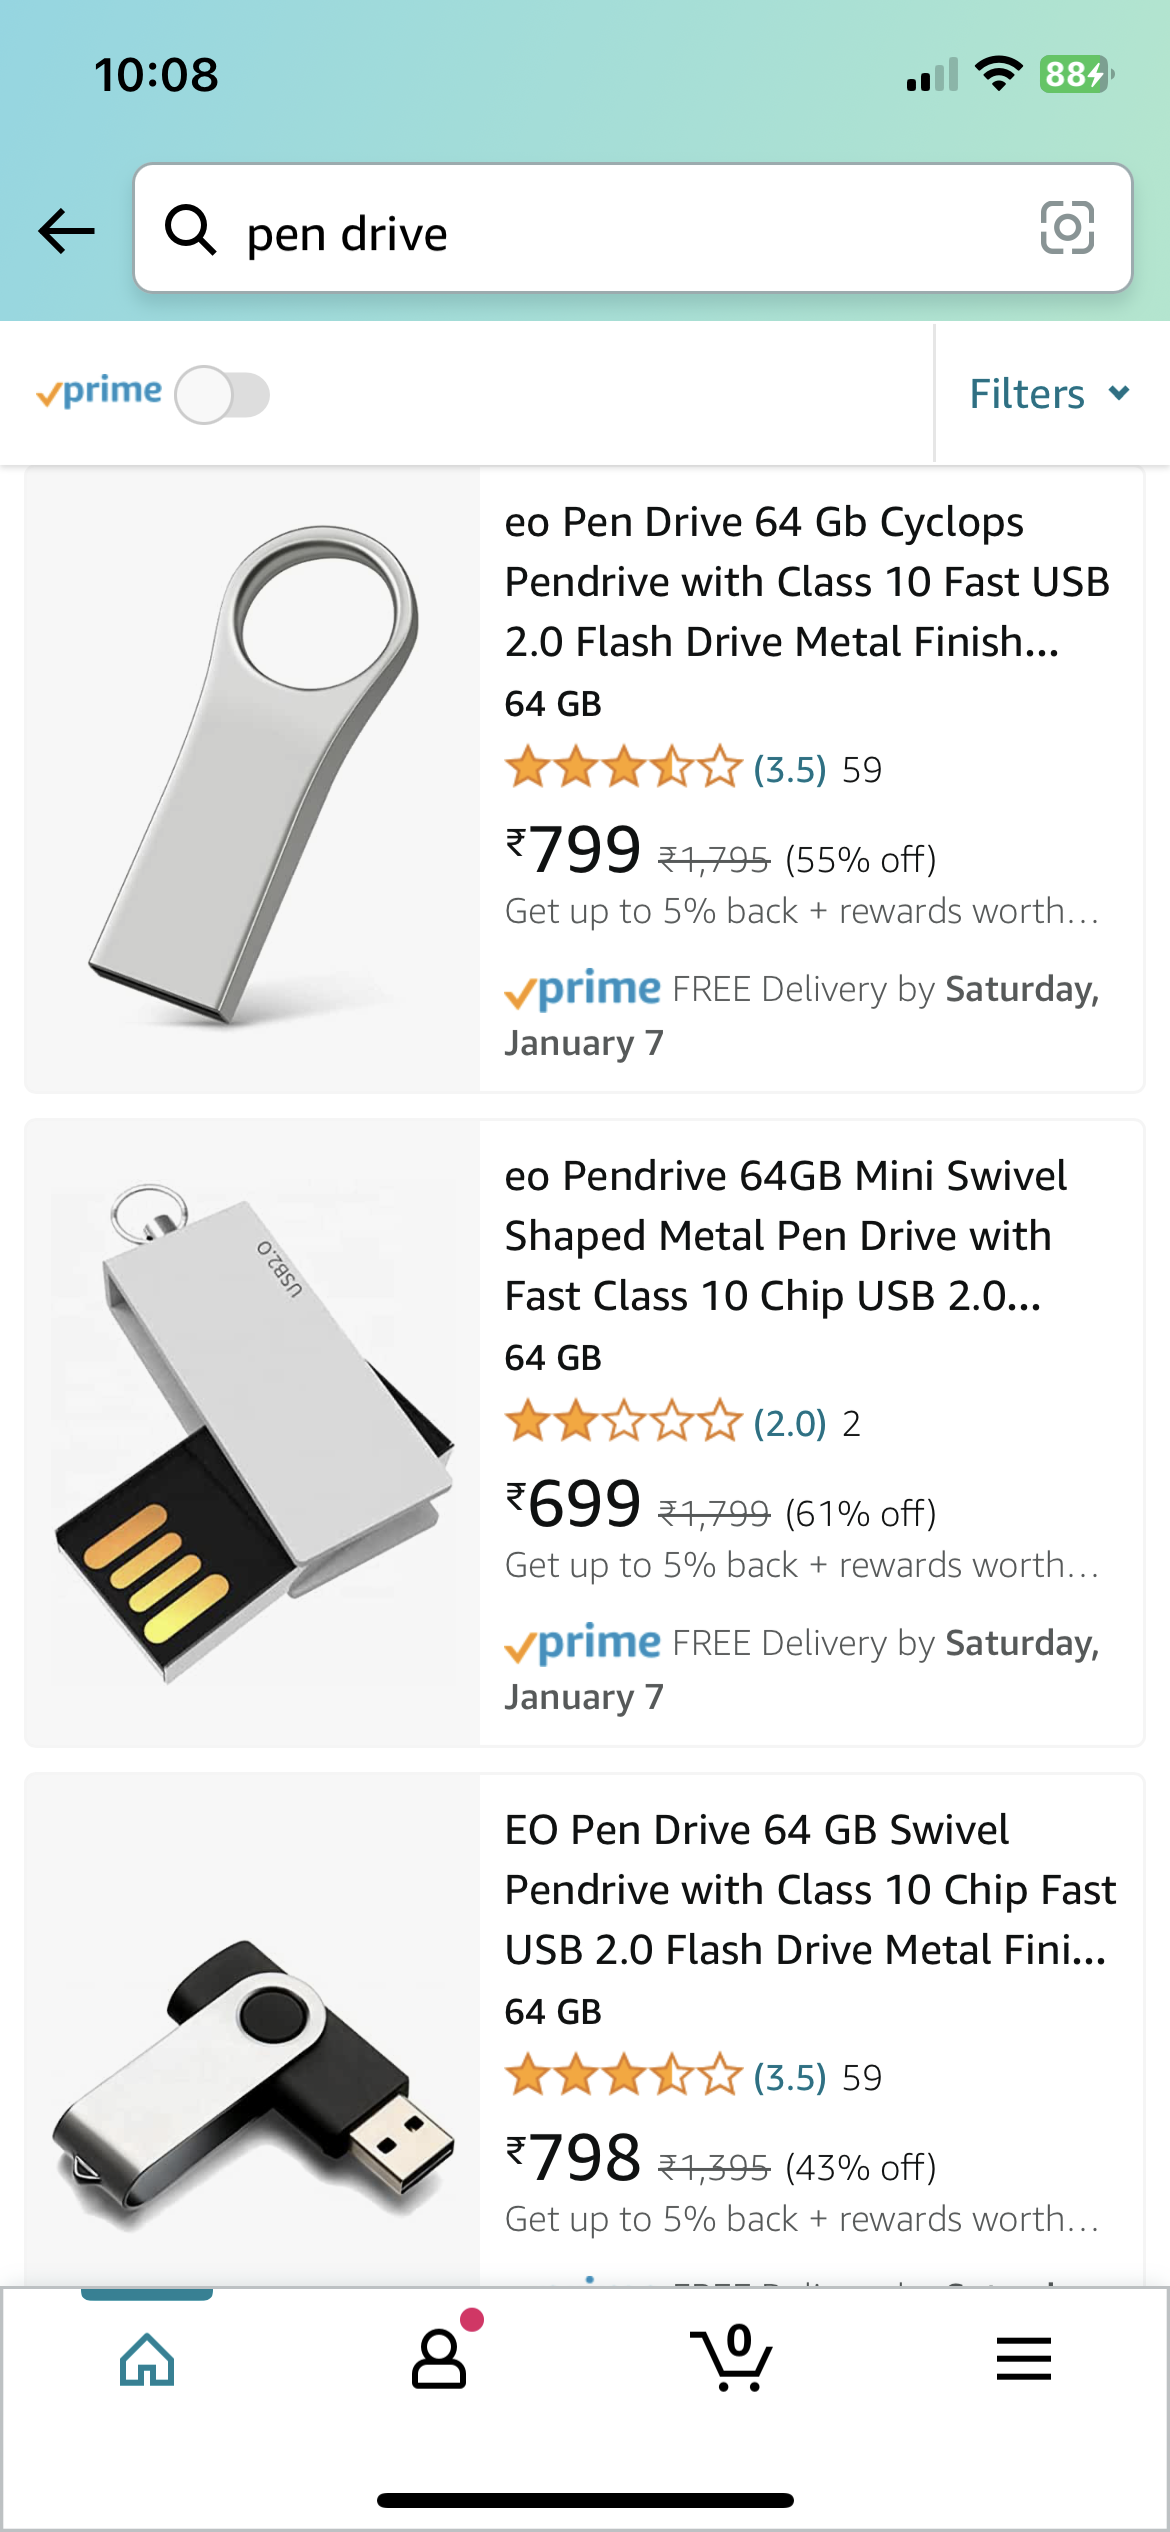 10:08
88
pen drive
prime
Filters
eo Pen Drive 64 Gb Cyclops
Pendrive with Class 10 Fast USB
2.0 Flash Drive Metal Finish...
64 GB
(3.5) 59
₹799 ₹1,795 (55% off)
Get up to 5% back + rewards worth...
prime FREE Delivery by Saturday,
January 7
USB2.0
eo Pendrive 64GB Mini Swivel
Shaped Metal Pen Drive with
Fast Class 10 Chip USB 2.0...
64 GB
(2.0) 2
₹699 ₹1,799 (61% off)
Get up to 5% back + rewards worth...
prime FREE Delivery by Saturday,
January 7
EO Pen Drive 64 GB Swivel
Pendrive with Class 10 Chip Fast
USB 2.0 Flash Drive Metal Fini...
64 GB
(3.5) 59
₹798 ₹1,395 (43% off)
Get up to 5% back + rewards worth...
0